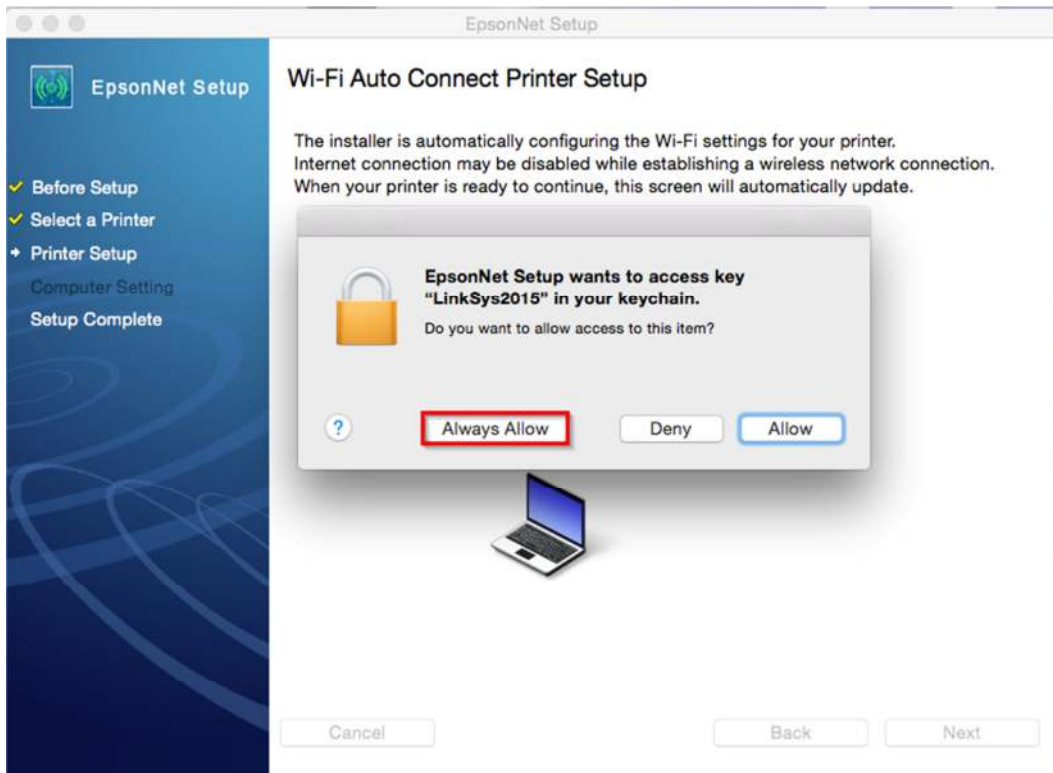 EpsonNet Setup
EpsonNet Setup
Before Setup
Select a Printer
Printer Setup
Computer Setting
Setup Complete
Wi-Fi Auto Connect Printer Setup
The installer is automatically configuring the Wi-Fi settings for your printer.
Internet connection may be disabled while establishing a wireless network connection.
When your printer is ready to continue, this screen will automatically update.
EpsonNet Setup wants to access key
“LinkSys2015” in your keychain.
Do you want to allow access to this item?
? Always Allow Deny Allow
Cancel Back Next